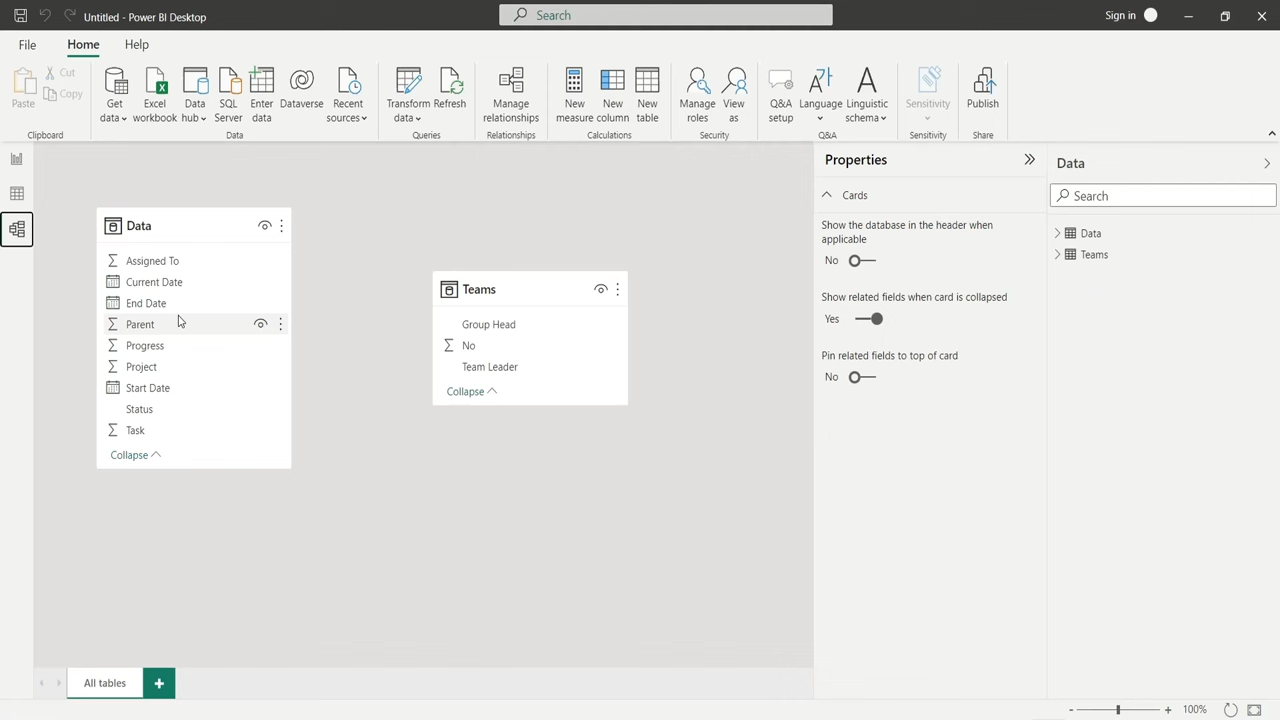 Untitled - Power BI Desktop
Search
Sign in
File
Home
Help
Paste
Cut
Copy
Get data
Excel workbook
Data hub
SQL Server
Enter data
Dataverse
Recent sources
Transform data
Refresh
Manage relationships
New measure
New column
New table
Manage roles
View as
Q&A setup
Language
Linguistic schema
Sensitivity
Publish
Clipboard
Data
Queries
Relationships
Calculations
Security
Q&A
Sensitivity
Share
Data
Assigned To
Current Date
End Date
Parent
Progress
Project
Start Date
Status
Task
Collapse
Teams
Group Head
No
Team Leader
Collapse
Properties
Cards
Show the database in the header when
applicable
No
Show related fields when card is collapsed
Yes
Pin related fields to top of card
No
Data
Search
Data
Teams
All tables
100%